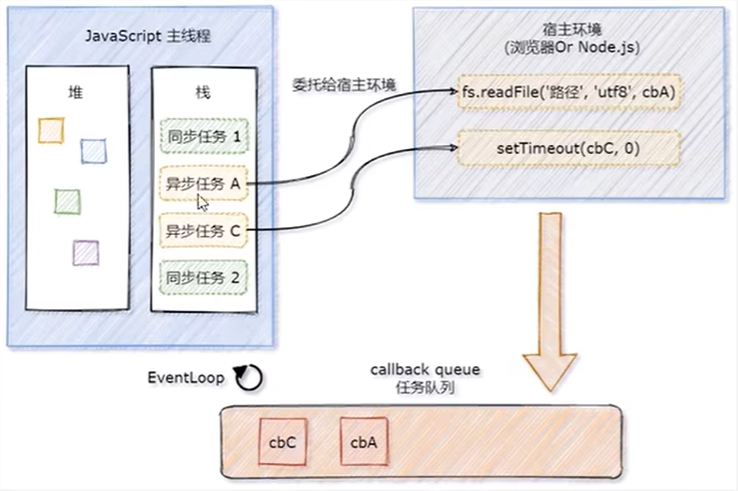 JavaScript 主线程
堆
栈
同步任务 1
异步任务 A
异步任务 C
同步任务 2
委托给宿主环境
宿主环境
(浏览器Or Node.js)
fs.readFile('路径', 'utf8', cbA)
setTimeout(cbC, 0)
EventLoop
callback queue
任务队列
cbC
cbA